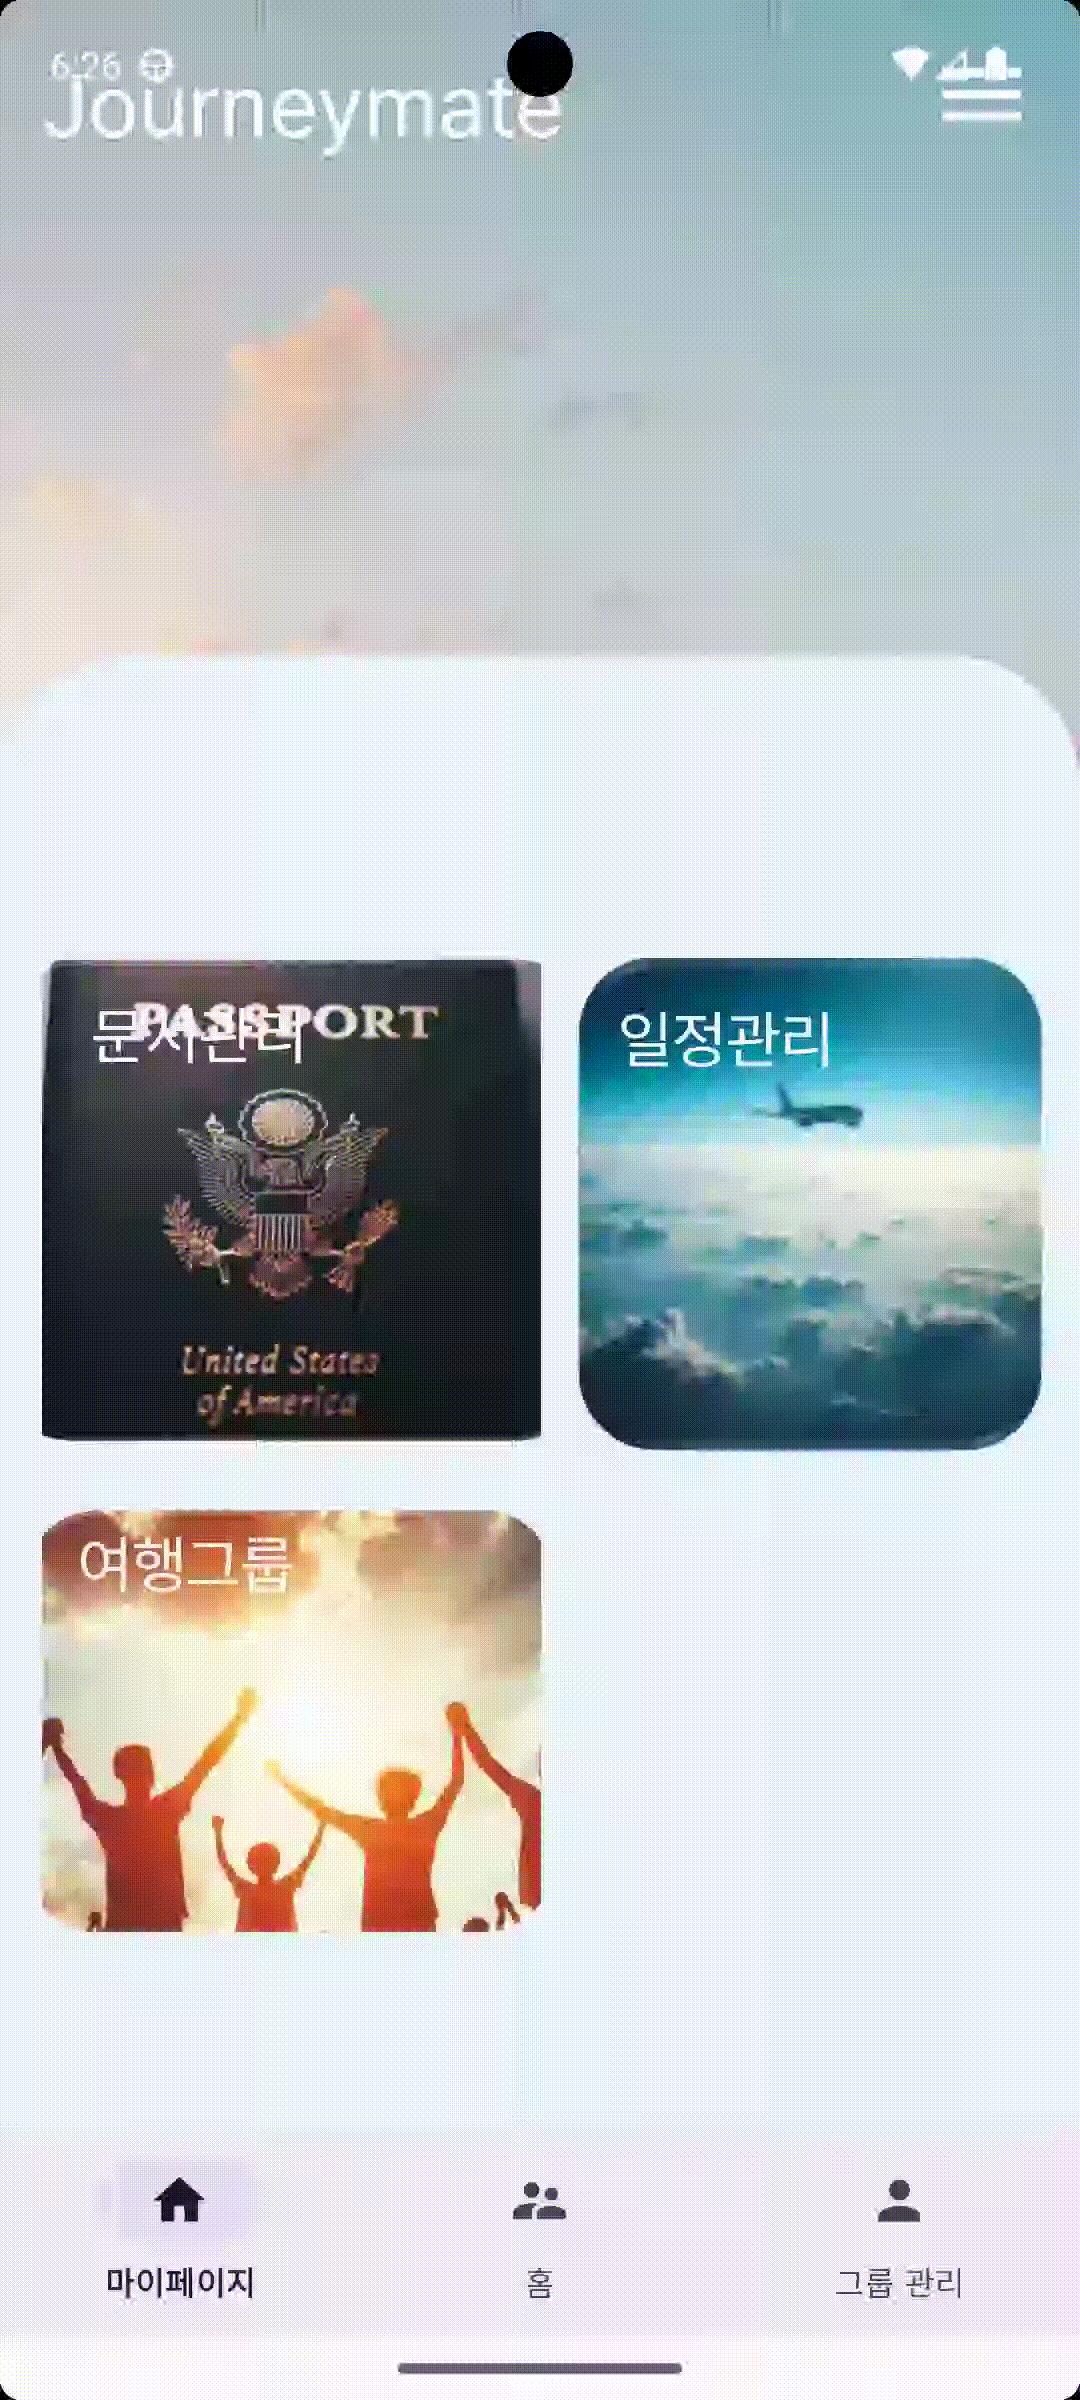 6:26
Journeymate
PASSPORT
문서관리
일정관리
United States
of America
여행그룹
마이페이지
홈
그룹 관리